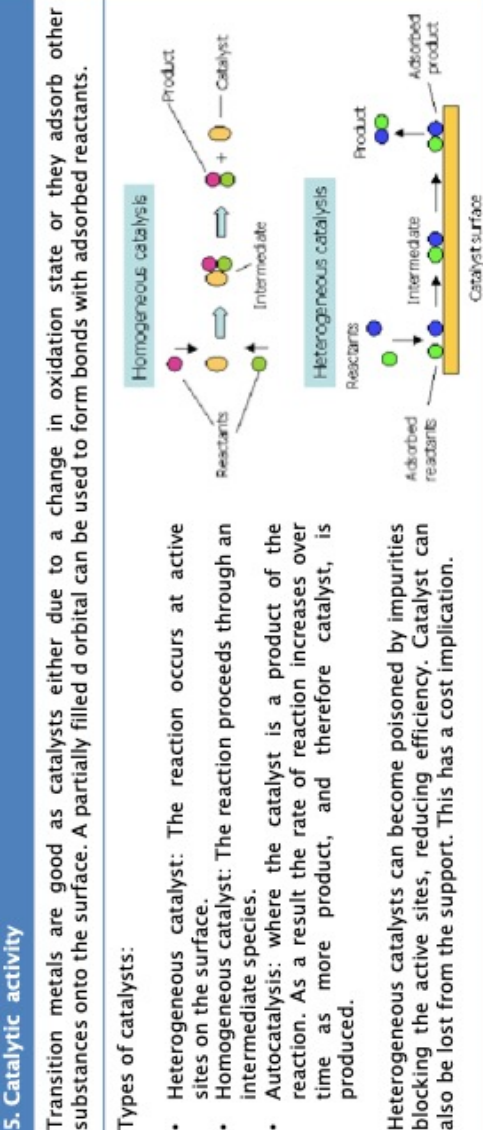 5. Catalytic activity
Transition metals are good as catalysts either due to a change in oxidation state or they adsorb other
substances onto the surface. A partially filled d orbital can be used to form bonds with adsorbed reactants.
Types of catalysts:
• Heterogeneous catalyst: The reaction occurs at active
sites on the surface.
• Homogeneous catalyst: The reaction proceeds through an
intermediate species.
• Autocatalysis: where the catalyst is a product of the
reaction. As a result the rate of reaction increases over
time as more product, and therefore catalyst, is
produced.
Heterogeneous catalysts can become poisoned by impurities
blocking the active sites, reducing efficiency. Catalyst can
also be lost from the support. This has a cost implication.
Homogeneous catalysis
Product
Reactants
+
Catalyst
Intermediate
Heterogeneous catalysis
Reactants
Product
Intermediate
Adsorbed
reactants
Adsorbed
product
Catalyst surface